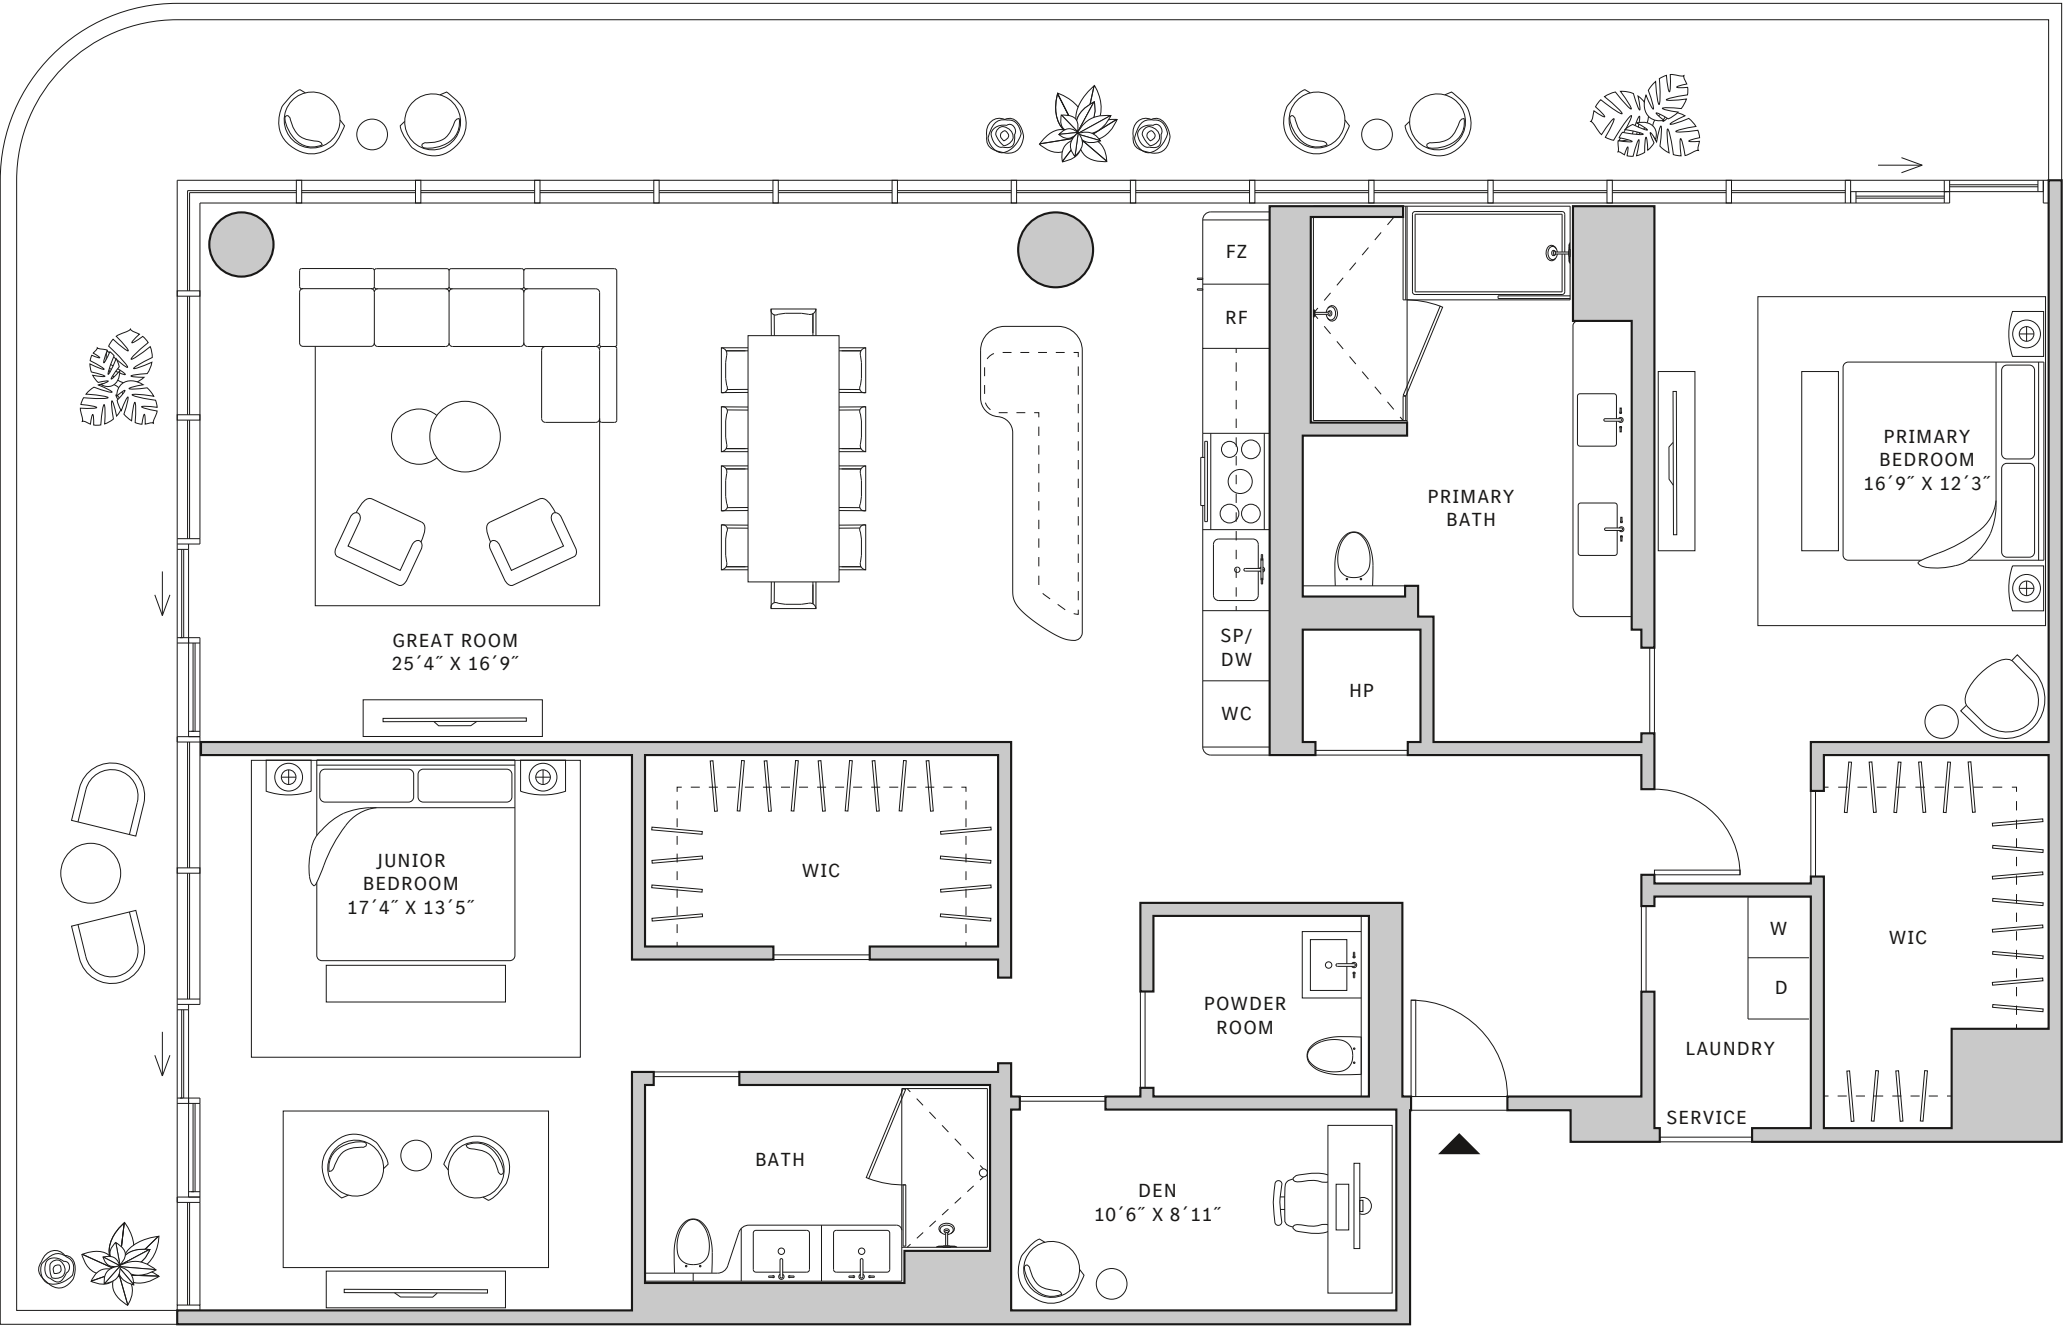 FZ
RF
SP/
DW
WC
PRIMARY
BATH
HP
PRIMARY
BEDROOM
16´9˝ X 12´3˝
GREAT ROOM
25´4˝ X 16´9˝
JUNIOR
BEDROOM
17´4˝ X 13´5˝
WIC
WIC
W
D
LAUNDRY
SERVICE
POWDER
ROOM
BATH
DEN
10´6˝ X 8´11˝